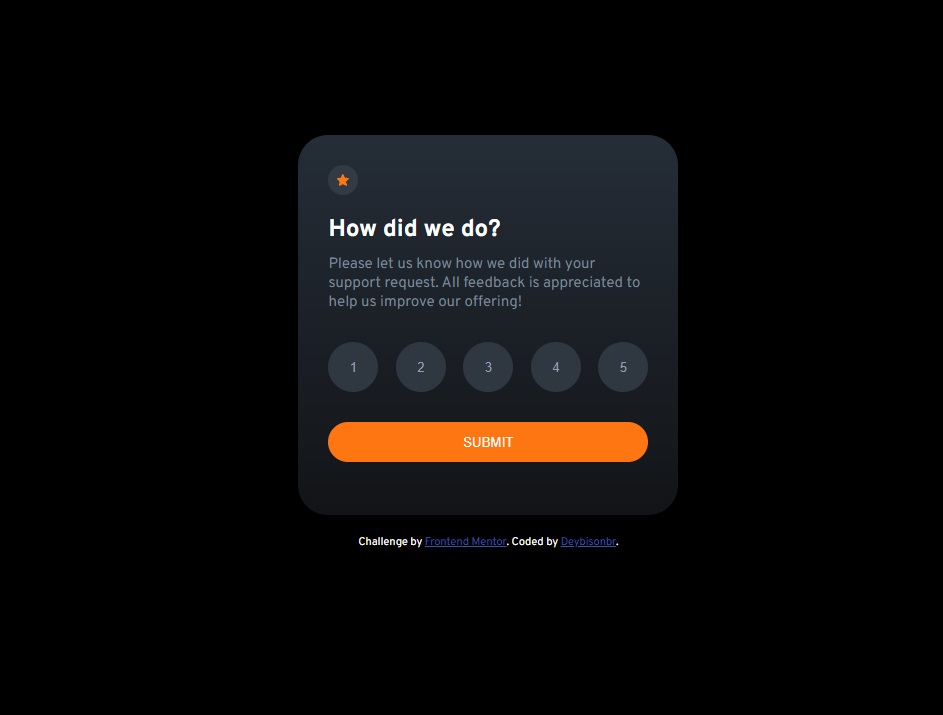 How did we do?
Please let us know how we did with your
support request. All feedback is appreciated to
help us improve our offering!
1 2 3 4 5
SUBMIT
Challenge by Frontend Mentor. Coded by Deybisonbr.